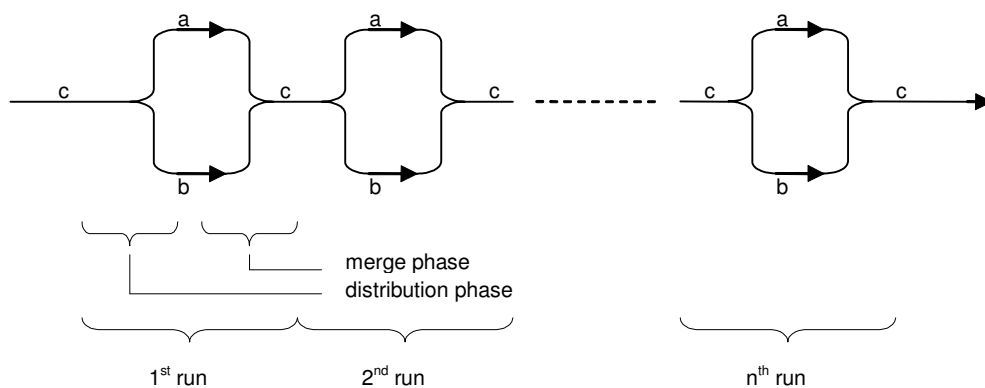 a a a
c c c c c
b b b
merge phase
distribution phase
1st run 2nd run nth run